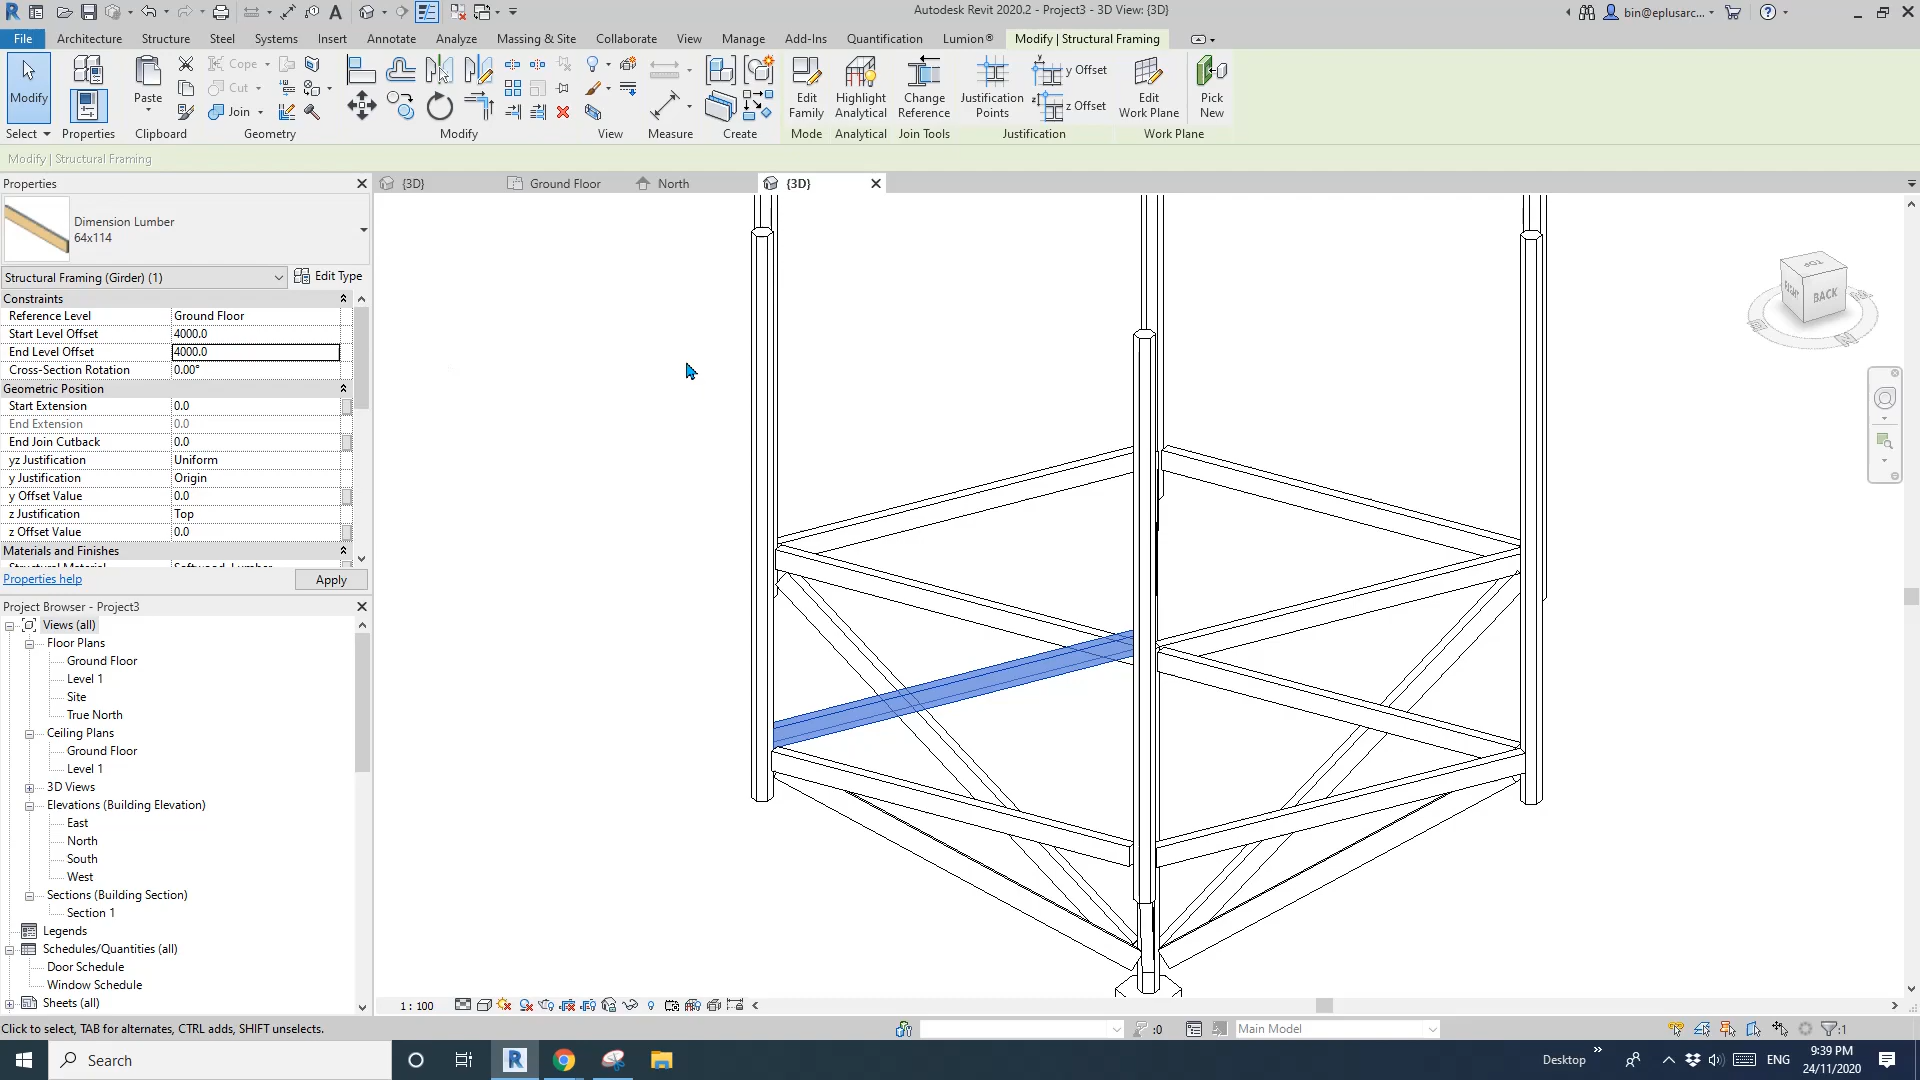 Autodesk Revit 2020.2 - Project3 - 3D View: {3D}
bin@eplusarc...
File Architecture Structure Steel Systems Insert Annotate Analyze Massing & Site Collaborate View Manage Add-Ins Quantification Lumion® Modify | Structural Framing
Modify
Paste
Cope
Cut
Join
Edit Family
Highlight Analytical
Change Reference
Justification Points
y Offset
z Offset
Edit Work Plane
Pick New
Select Properties Clipboard Geometry Modify View Measure Create Mode Analytical Join Tools Justification Work Plane
Modify | Structural Framing
Properties
{3D} Ground Floor North {3D}
Dimension Lumber
64x114
Structural Framing (Girder) (1) Edit Type
Constraints
Reference Level Ground Floor
Start Level Offset 4000.0
End Level Offset 4000.0
Cross-Section Rotation 0.00°
Geometric Position
Start Extension 0.0
End Extension 0.0
End Join Cutback 0.0
yz Justification Uniform
y Justification Origin
y Offset Value 0.0
z Justification Top
z Offset Value 0.0
Materials and Finishes
Properties help Apply
Project Browser - Project3
Views (all)
Floor Plans
Ground Floor
Level 1
Site
True North
Ceiling Plans
Ground Floor
Level 1
3D Views
Elevations (Building Elevation)
East
North
South
West
Sections (Building Section)
Section 1
Legends
Schedules/Quantities (all)
Door Schedule
Window Schedule
Sheets (all)
TOP
RIGHT
BACK
1 : 100
Click to select, TAB for alternates, CTRL adds, SHIFT unselects.
:0
Main Model
:1
Search
Desktop
ENG
9:39 PM
24/11/2020